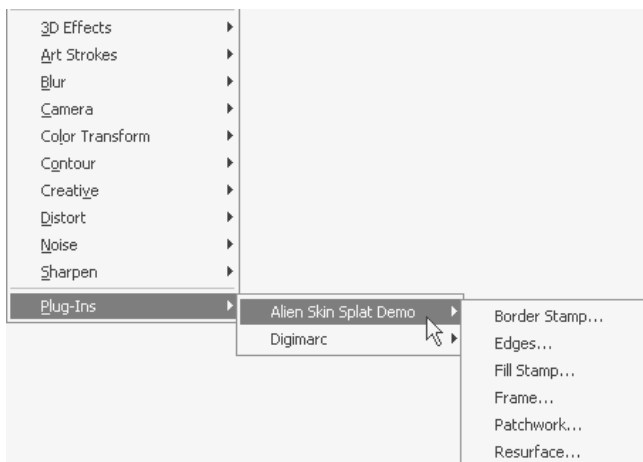 3D Effects
Art Strokes
Blur
Camera
Color Transform
Contour
Creative
Distort
Noise
Sharpen
Plug-Ins
Alien Skin Splat Demo
Digimarc
Border Stamp...
Edges...
Fill Stamp...
Frame...
Patchwork...
Resurface...